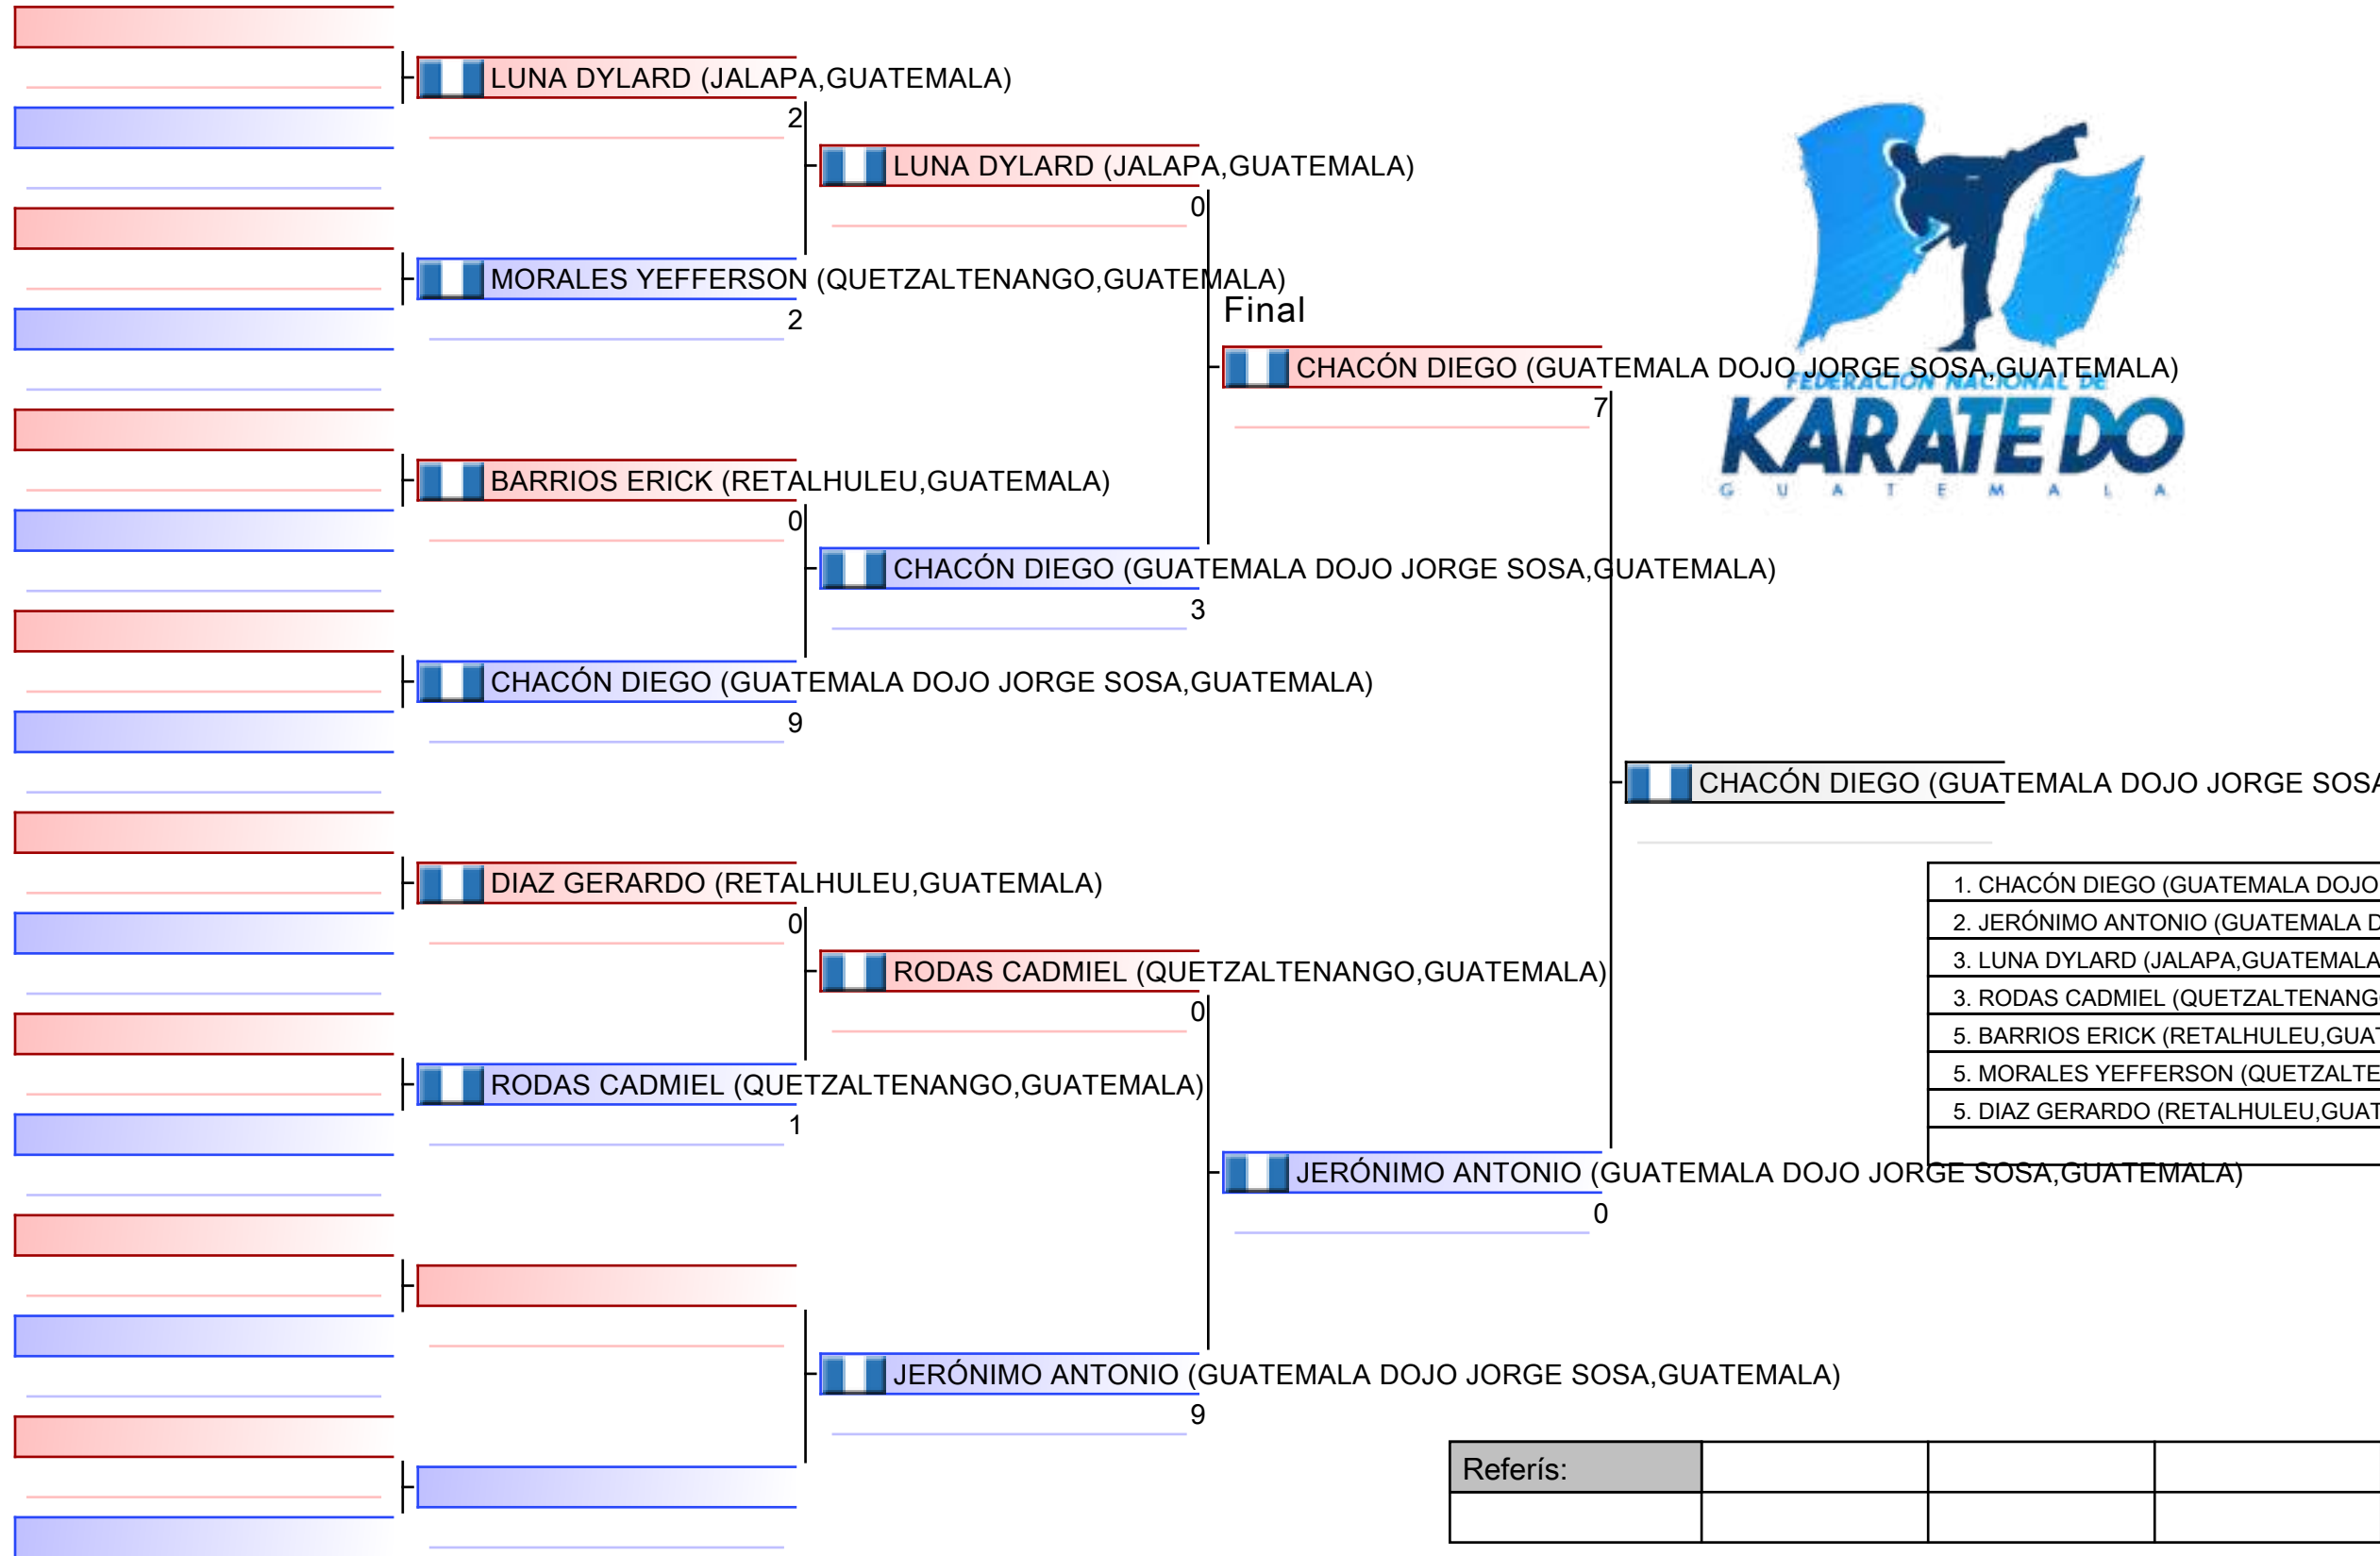 LUNA DYLARD (JALAPA,GUATEMALA)
2
MORALES YEFFERSON (QUETZALTENANGO,GUATEMALA)
2
BARRIOS ERICK (RETALHULEU,GUATEMALA)
0
CHACÓN DIEGO (GUATEMALA DOJO JORGE SOSA,GUATEMALA)
9
DIAZ GERARDO (RETALHULEU,GUATEMALA)
0
RODAS CADMIEL (QUETZALTENANGO,GUATEMALA)
1
LUNA DYLARD (JALAPA,GUATEMALA)
0
CHACÓN DIEGO (GUATEMALA DOJO JORGE SOSA,GUATEMALA)
3
RODAS CADMIEL (QUETZALTENANGO,GUATEMALA)
0
JERÓNIMO ANTONIO (GUATEMALA DOJO JORGE SOSA,GUATEMALA)
9
Final
CHACÓN DIEGO (GUATEMALA DOJO JORGE SOSA,GUATEMALA)
7
JERÓNIMO ANTONIO (GUATEMALA DOJO JORGE SOSA,GUATEMALA)
0
FEDERACIÓN NACIONAL DE
KARATE DO
GUATEMALA
CHACÓN DIEGO (GUATEMALA DOJO JORGE SOSA
1. CHACÓN DIEGO (GUATEMALA DOJO
2. JERÓNIMO ANTONIO (GUATEMALA D
3. LUNA DYLARD (JALAPA,GUATEMALA
3. RODAS CADMIEL (QUETZALTENANG
5. BARRIOS ERICK (RETALHULEU,GUAT
5. MORALES YEFFERSON (QUETZALTE
5. DIAZ GERARDO (RETALHULEU,GUAT
Referís: